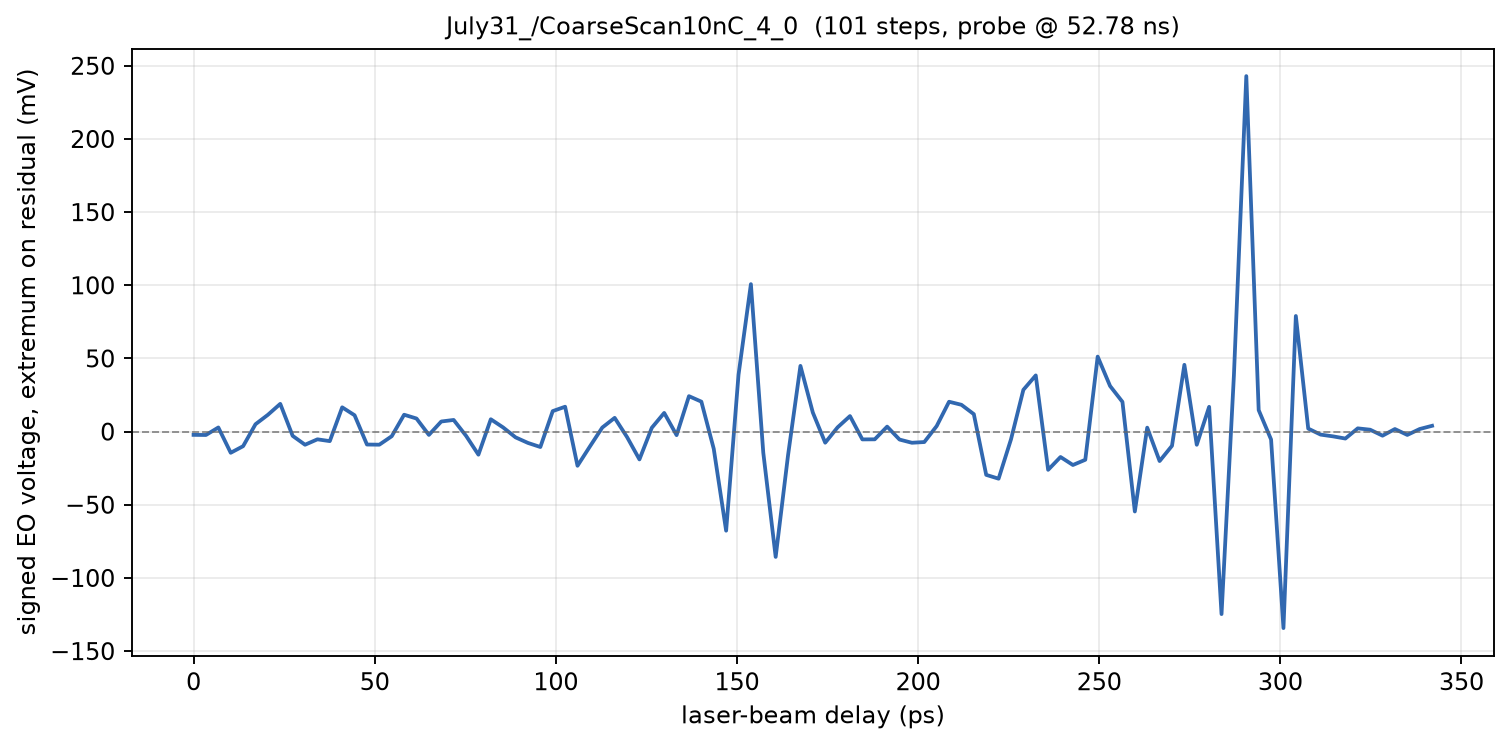 July31_/CoarseScan10nC_4_0  (101 steps, probe @ 52.78 ns)
signed EO voltage, extremum on residual (mV)
250
200
150
100
50
0
−50
−100
−150
0 50 100 150 200 250 300 350
laser-beam delay (ps)